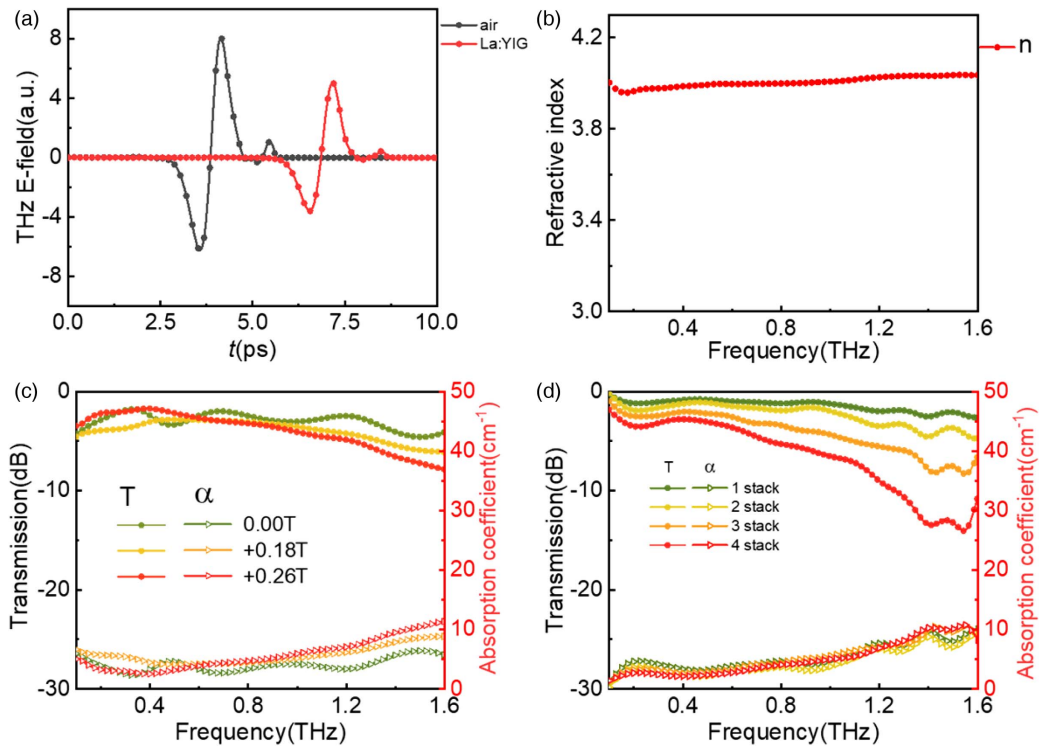 (a)
air
La:YIG
8
4
0
-4
-8
THz E-field(a.u.)
0.0
2.5
5.0
7.5
10.0
t(ps)
(b)
n
4.2
3.8
3.4
3.0
Refractive index
0.4
0.8
1.2
1.6
Frequency(THz)
(c)
0
-10
-20
-30
Transmission(dB)
T α
0.00T
+0.18T
+0.26T
50
40
30
20
10
0
Absorption coefficient(cm⁻¹)
0.4
0.8
1.2
1.6
Frequency(THz)
(d)
0
-10
-20
-30
Transmission(dB)
T α
1 stack
2 stack
3 stack
4 stack
50
40
30
20
10
0
Absorption coefficient(cm⁻¹)
0.4
0.8
1.2
1.6
Frequency(THz)